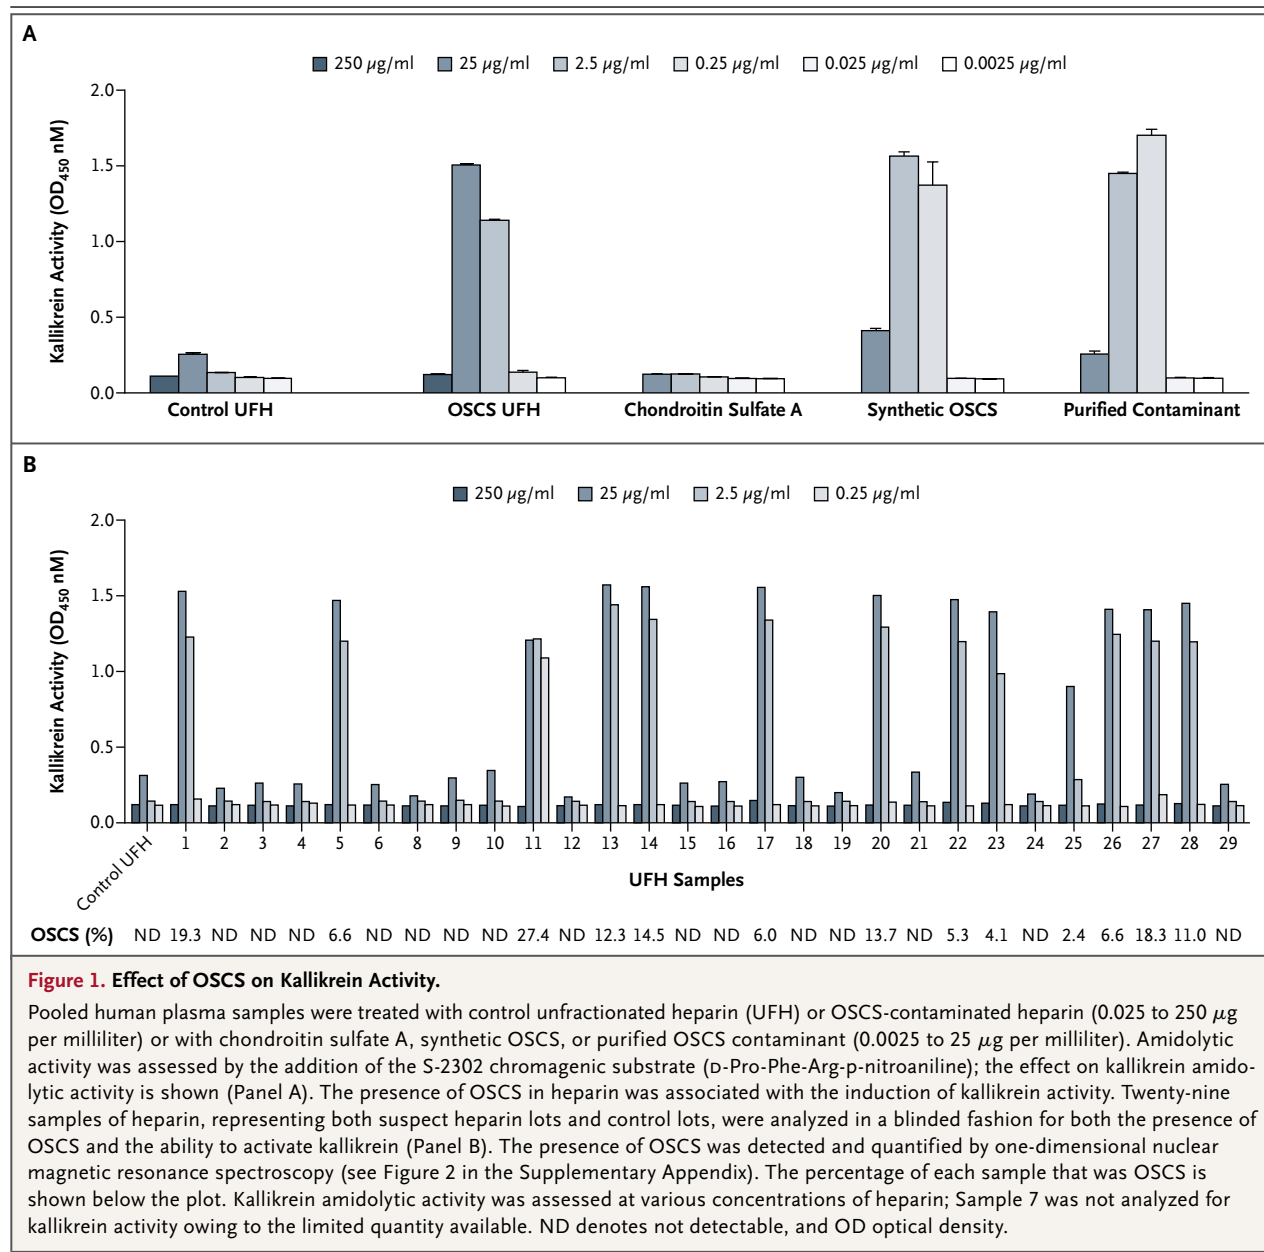 A
250 µg/ml 25 µg/ml 2.5 µg/ml 0.25 µg/ml 0.025 µg/ml 0.0025 µg/ml
Kallikrein Activity (OD450 nM)
2.0
1.5
1.0
0.5
0.0
Control UFH OSCS UFH Chondroitin Sulfate A Synthetic OSCS Purified Contaminant
B
250 µg/ml 25 µg/ml 2.5 µg/ml 0.25 µg/ml
Kallikrein Activity (OD450 nM)
2.0
1.5
1.0
0.5
0.0
Control UFH 1 2 3 4 5 6 8 9 10 11 12 13 14 15 16 17 18 19 20 21 22 23 24 25 26 27 28 29
UFH Samples
OSCS (%) ND 19.3 ND ND ND 6.6 ND ND ND ND 27.4 ND 12.3 14.5 ND ND 6.0 ND ND 13.7 ND 5.3 4.1 ND 2.4 6.6 18.3 11.0 ND
Figure 1. Effect of OSCS on Kallikrein Activity.
Pooled human plasma samples were treated with control unfractionated heparin (UFH) or OSCS-contaminated heparin (0.025 to 250 µg
per milliliter) or with chondroitin sulfate A, synthetic OSCS, or purified OSCS contaminant (0.0025 to 25 µg per milliliter). Amidolytic
activity was assessed by the addition of the S-2302 chromagenic substrate (D-Pro-Phe-Arg-p-nitroaniline); the effect on kallikrein amido-
lytic activity is shown (Panel A). The presence of OSCS in heparin was associated with the induction of kallikrein activity. Twenty-nine
samples of heparin, representing both suspect heparin lots and control lots, were analyzed in a blinded fashion for both the presence of
OSCS and the ability to activate kallikrein (Panel B). The presence of OSCS was detected and quantified by one-dimensional nuclear
magnetic resonance spectroscopy (see Figure 2 in the Supplementary Appendix). The percentage of each sample that was OSCS is
shown below the plot. Kallikrein amidolytic activity was assessed at various concentrations of heparin; Sample 7 was not analyzed for
kallikrein activity owing to the limited quantity available. ND denotes not detectable, and OD optical density.